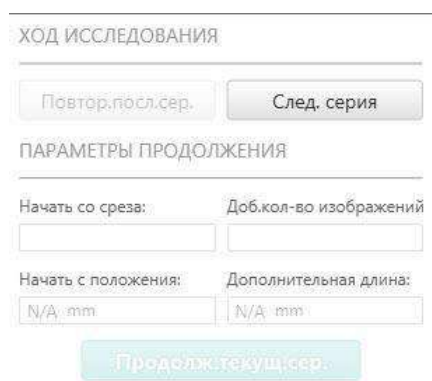 ХОД ИССЛЕДОВАНИЯ
Повтор.посл.сер. След. серия
ПАРАМЕТРЫ ПРОДОЛЖЕНИЯ
Начать со среза: Доб.кол-во изображений
Начать с положения: Дополнительная длина:
N/A mm N/A mm
Продолж.текущ.сер.